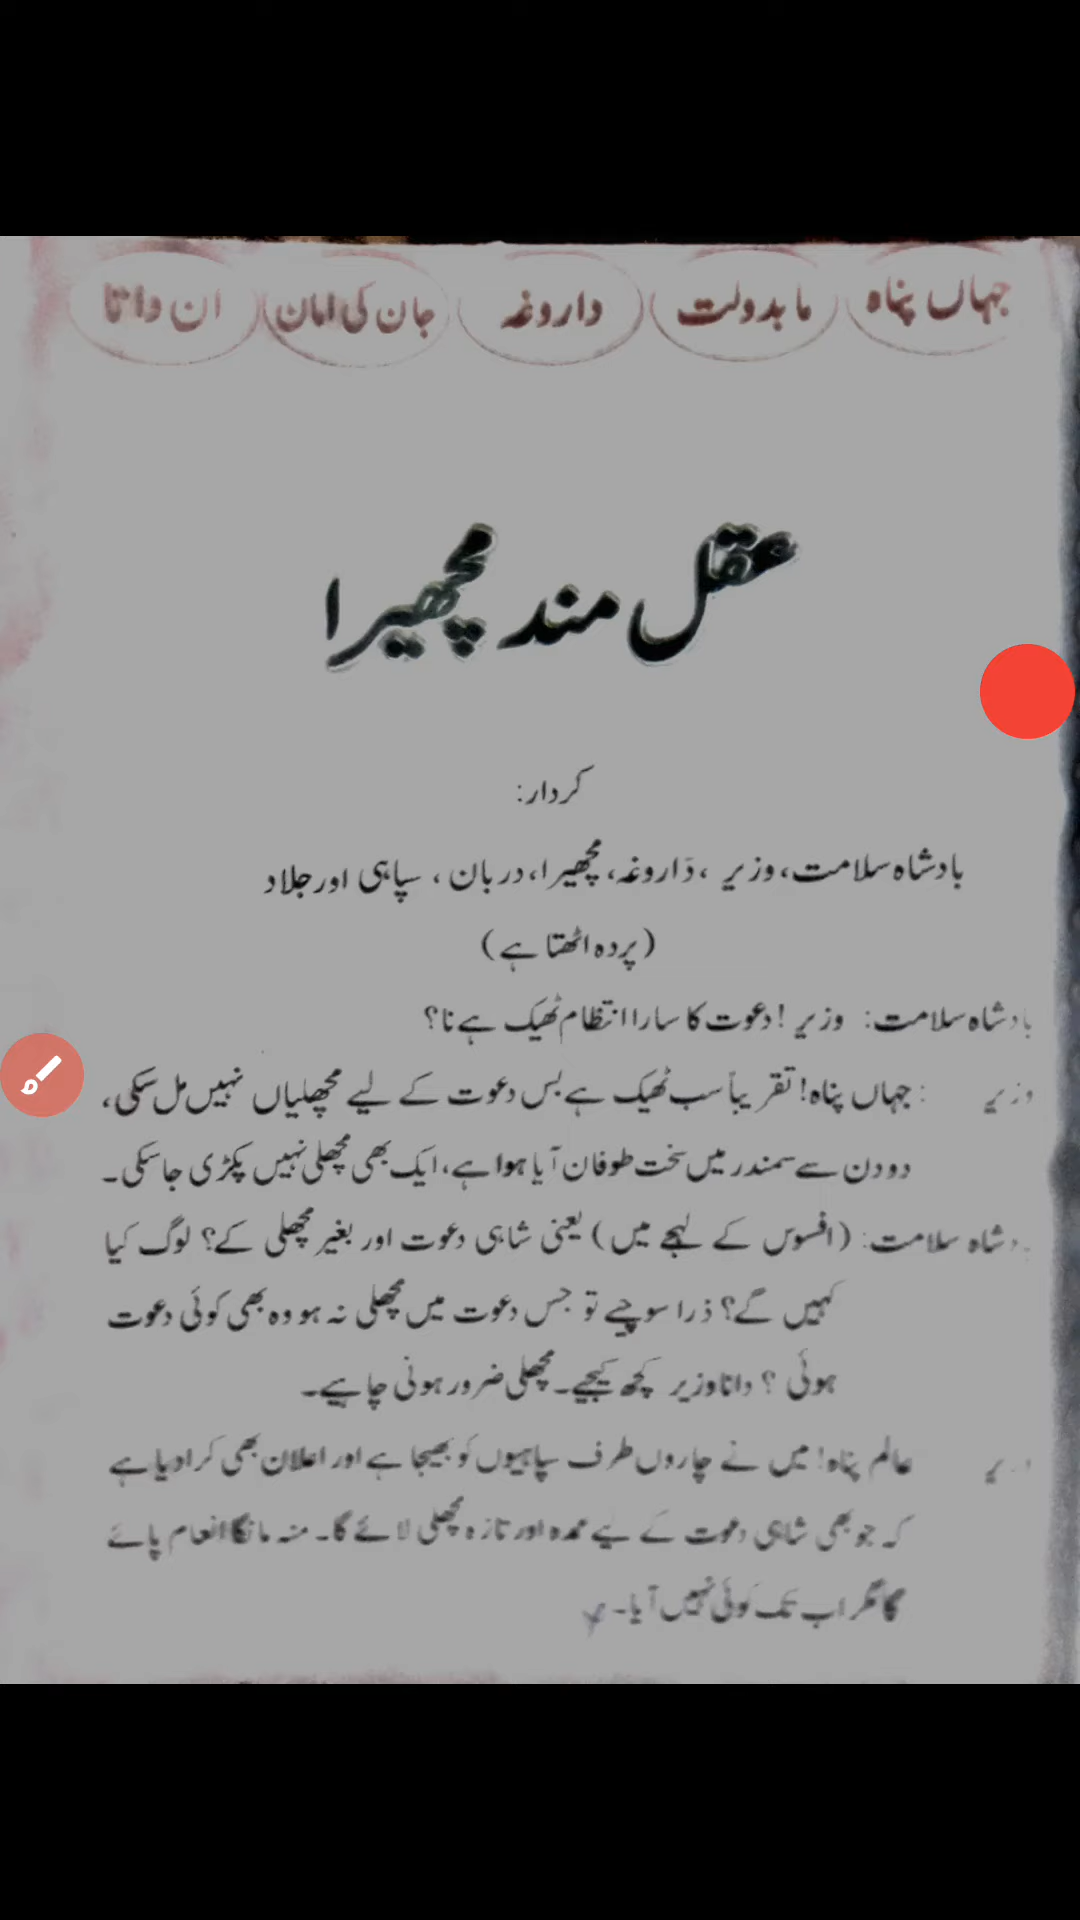 جہاں پناہ مابدولت داروغہ جان کی امان ان داتا
عقل مند مچھیرا
کردار:
بادشاہ سلامت، وزیر، داروغہ، مچھیرا، دربان، سپاہی اور جلاد
(پردہ اٹھتا ہے)
بادشاہ سلامت: وزیر! دعوت کا سارا انتظام ٹھیک ہے نا؟
وزیر : جہاں پناہ! تقریباً سب ٹھیک ہے بس دعوت کے لیے مچھلیاں نہیں مل سکی،
دو دن سے سمندر میں سخت طوفان آیا ہوا ہے، ایک بھی مچھلی نہیں پکڑی جا سکی۔
بادشاہ سلامت: (افسوس کے لہجے میں) یعنی شاہی دعوت اور بغیر مچھلی کے؟ لوگ کیا
کہیں گے؟ ذرا سوچیے تو جس دعوت میں مچھلی نہ ہو وہ بھی کوئی دعوت
ہوئی ؟ دانا وزیر کچھ کیجیے۔ مچھلی ضرور ہونی چاہیے۔
وزیر عالم پناہ! میں نے چاروں طرف سپاہیوں کو بھیجا ہے اور اعلان بھی کرا دیا ہے
کہ جو بھی شاہی دعوت کے لیے عمدہ اور تازہ مچھلی لائے گا۔ منہ مانگا انعام پائے
گا مگر اب تک کوئی نہیں آیا۔